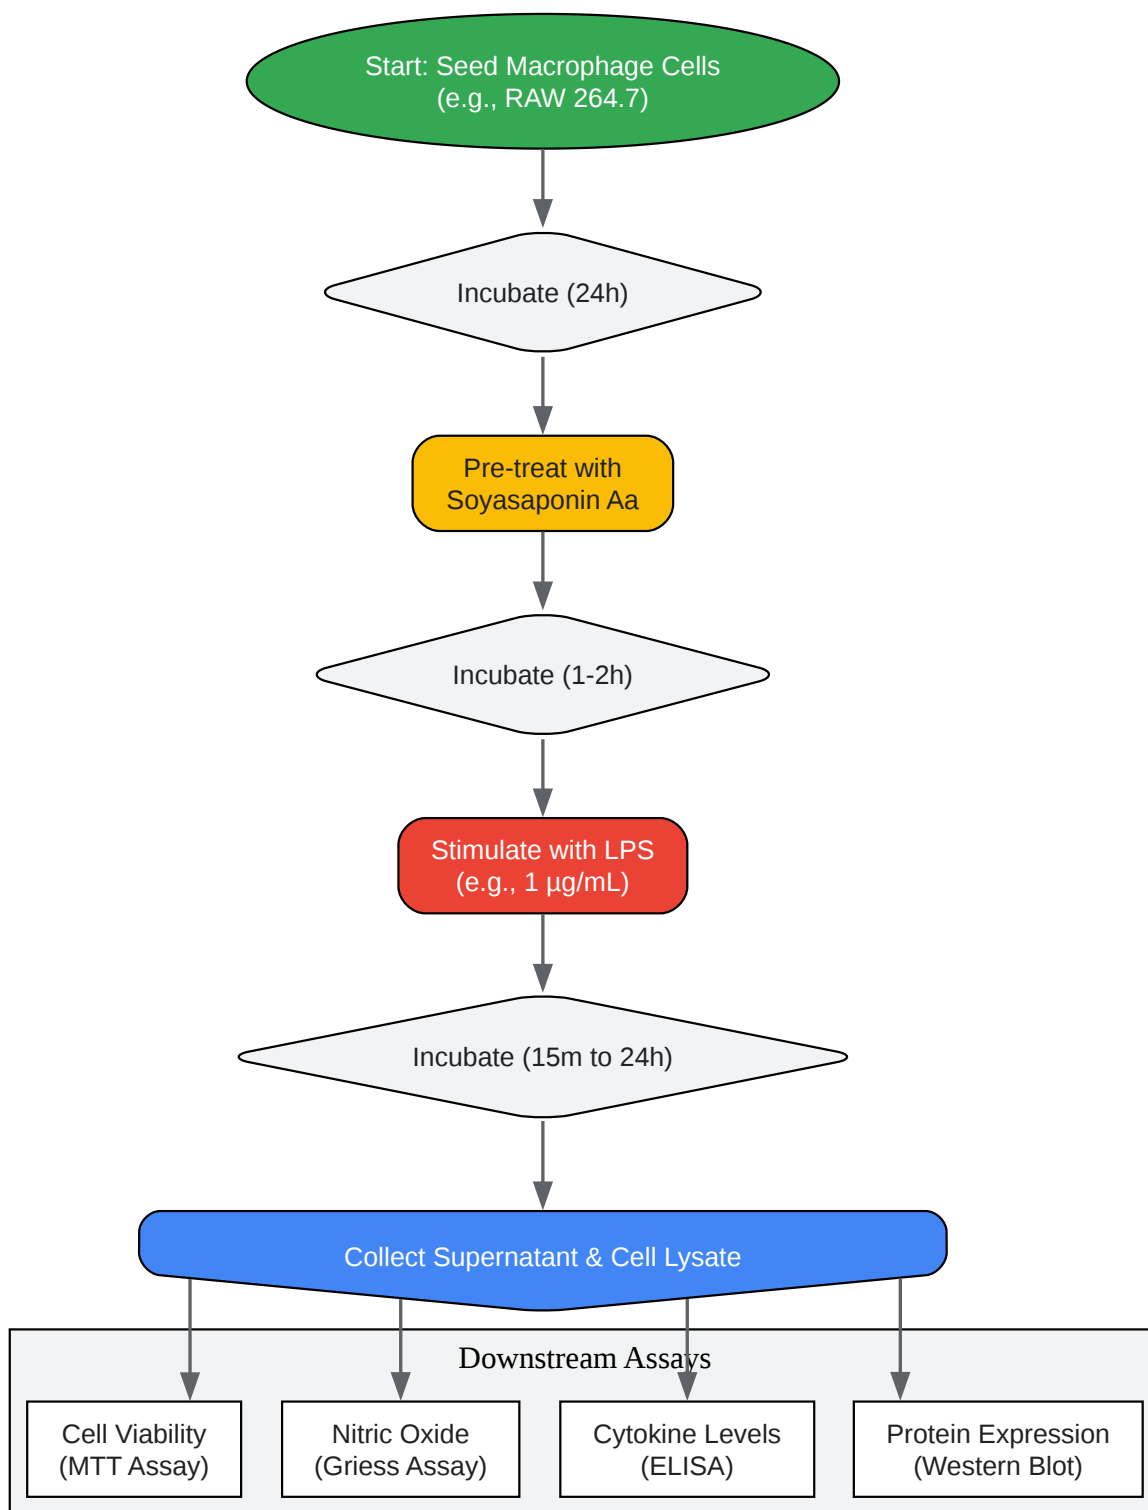 Start: Seed Macrophage Cells
(e.g., RAW 264.7)
Incubate (24h)
Pre-treat with
Soyasaponin Aa
Incubate (1-2h)
Stimulate with LPS
(e.g., 1 µg/mL)
Incubate (15m to 24h)
Collect Supernatant & Cell Lysate
Downstream Assays
Cell Viability
(MTT Assay)
Nitric Oxide
(Griess Assay)
Cytokine Levels
(ELISA)
Protein Expression
(Western Blot)